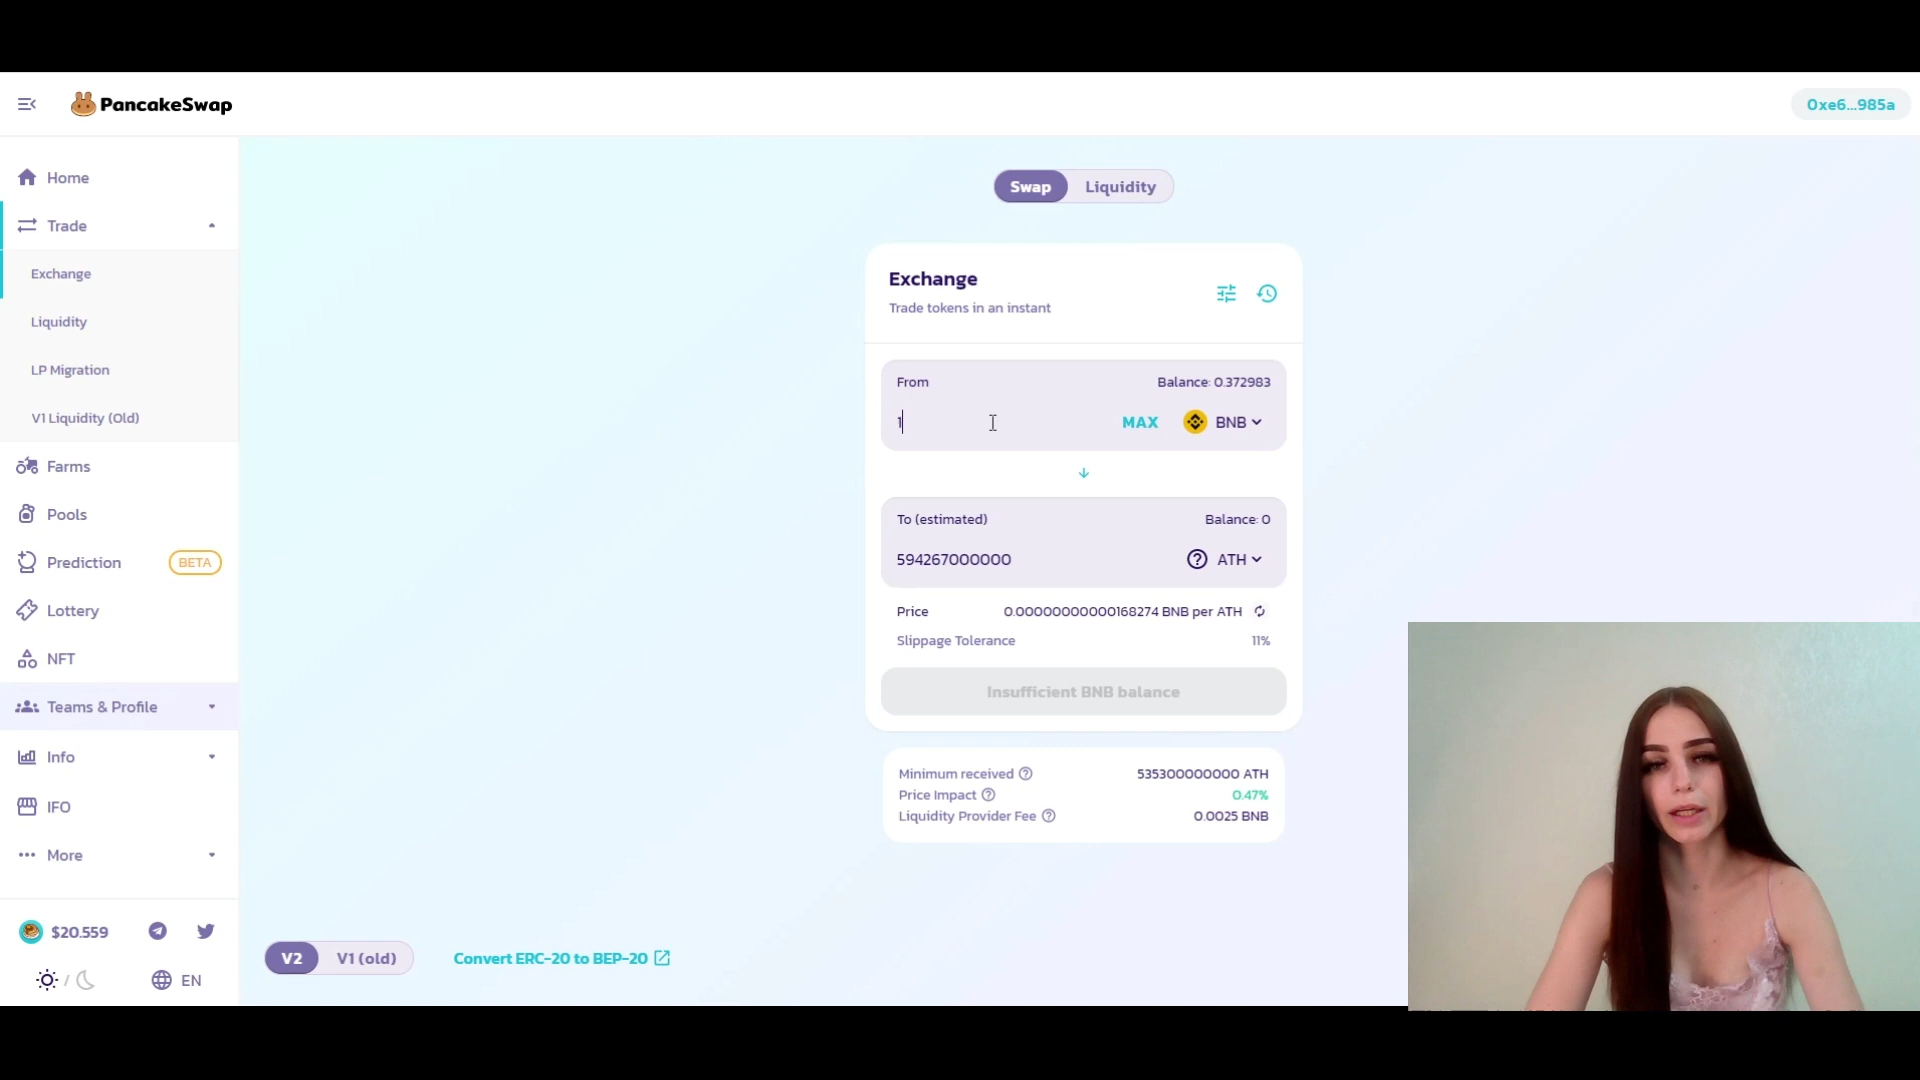 PancakeSwap
0xe6...985a
Home
Trade
Exchange
Liquidity
LP Migration
V1 Liquidity (Old)
Farms
Pools
Prediction BETA
Lottery
NFT
Teams & Profile
Info
IFO
More
$20.559
EN
Swap Liquidity
Exchange
Trade tokens in an instant
From Balance: 0.372983
1 MAX BNB
To (estimated) Balance: 0
594267000000 ATH
Price 0.00000000000168274 BNB per ATH
Slippage Tolerance 11%
Insufficient BNB balance
Minimum received 535300000000 ATH
Price Impact 0.47%
Liquidity Provider Fee 0.0025 BNB
V2 V1 (old) Convert ERC-20 to BEP-20